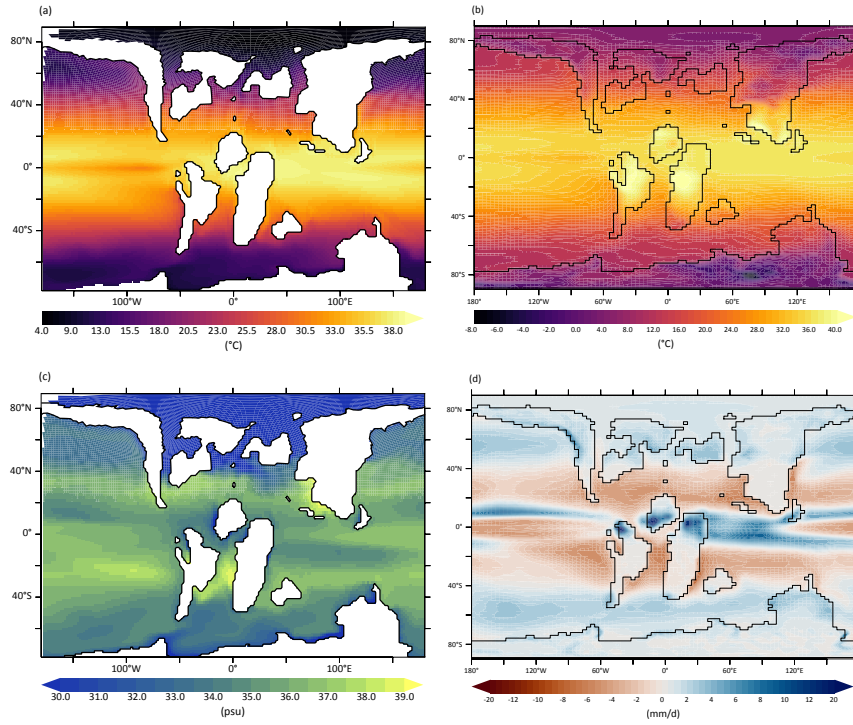 (a)
(b)
80°N
40°N
0°
40°S
100°W
0°
100°E
4.0 9.0 13.0 15.5 18.0 20.5 23.0 25.5 28.0 30.5 33.0 35.5 38.0
(°C)
80°N
40°N
0°
40°S
80°S
180°
120°W
60°W
0°
60°E
120°E
-8.0 -6.0 0.0 4.0 8.0 12.0 16.0 20.0 24.0 28.0 32.0 36.0 40.0
(°C)
(c)
(d)
80°N
40°N
0°
40°S
100°W
0°
100°E
30.0 31.0 32.0 33.0 34.0 35.0 36.0 37.0 38.0 39.0
(psu)
80°N
40°N
0°
40°S
80°S
180°
120°W
60°W
0°
60°E
120°E
-20 -12 -10 -8 -6 -4 -2 0 2 4 6 8 10 12 20
(mm/d)